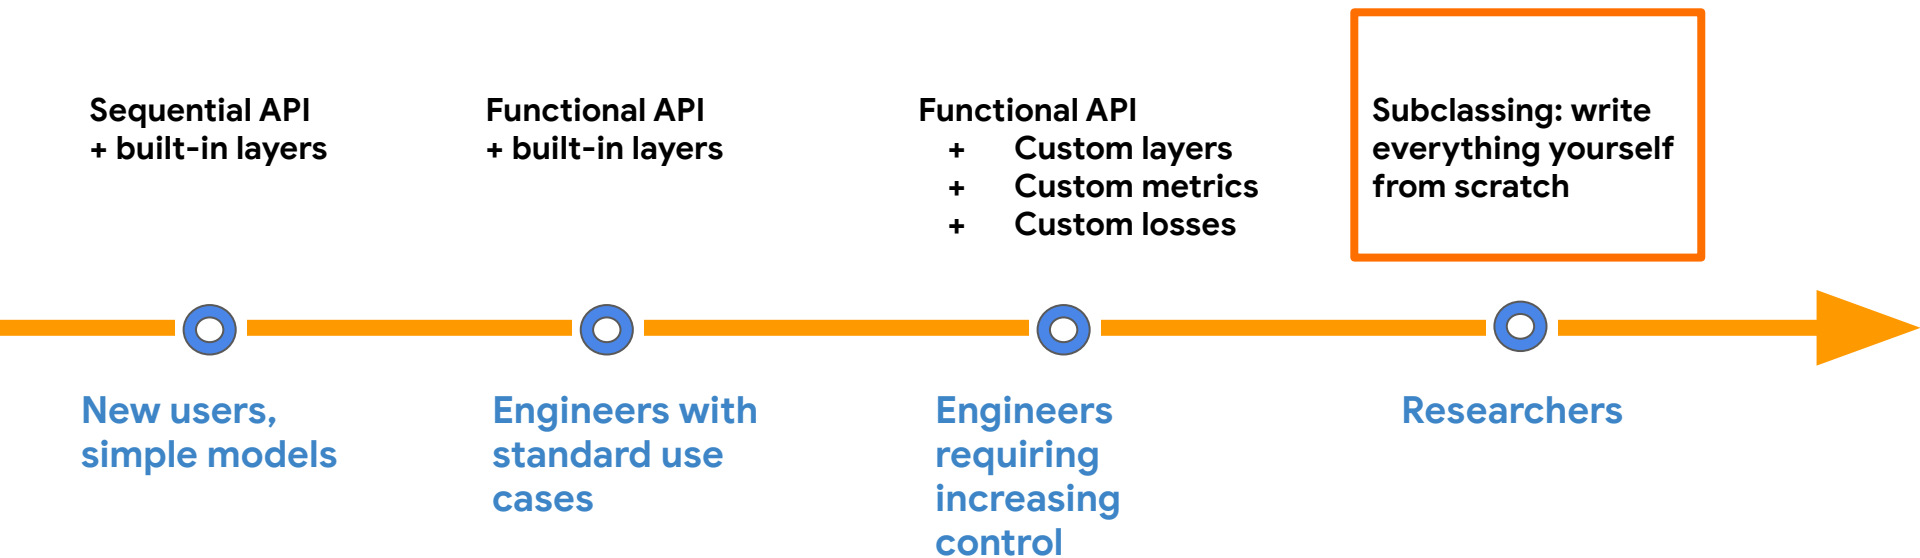 Sequential API
+ built-in layers
Functional API
+ built-in layers
Functional API
+ Custom layers
+ Custom metrics
+ Custom losses
Subclassing: write
everything yourself
from scratch
New users,
simple models
Engineers with
standard use
cases
Engineers
requiring
increasing
control
Researchers